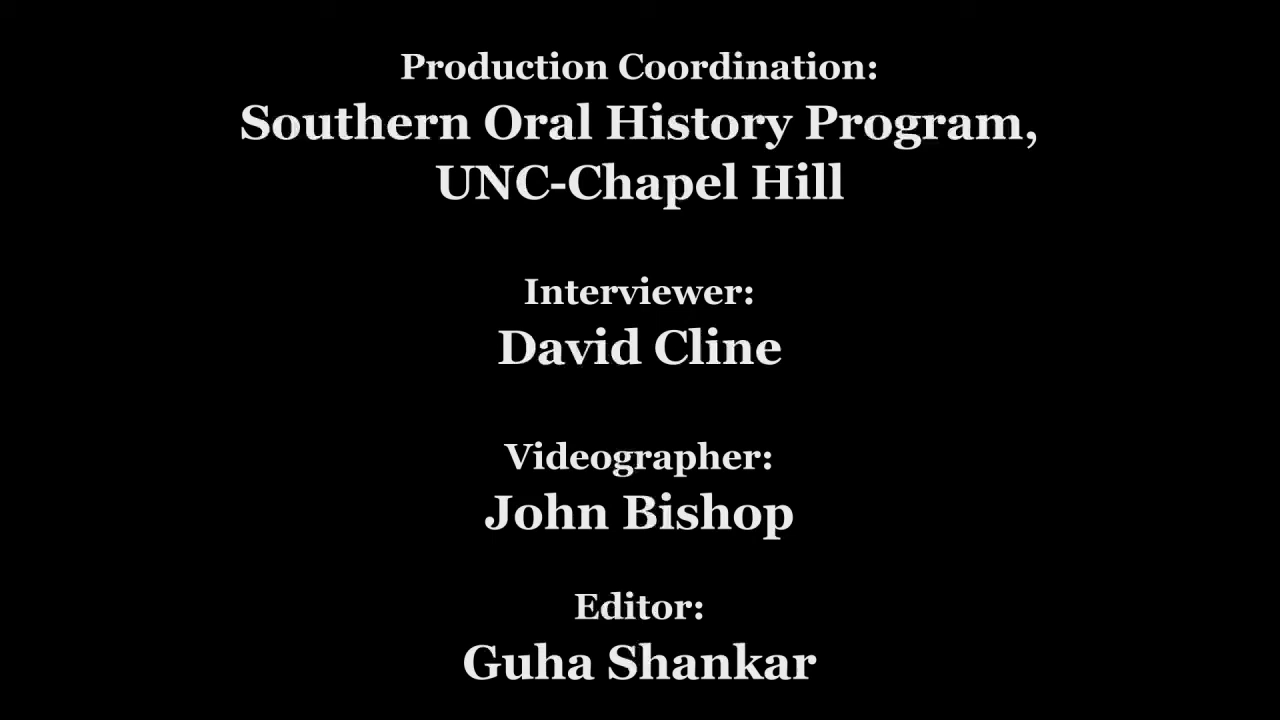 Production Coordination:
Southern Oral History Program,
UNC-Chapel Hill
Interviewer:
David Cline
Videographer:
John Bishop
Editor:
Guha Shankar